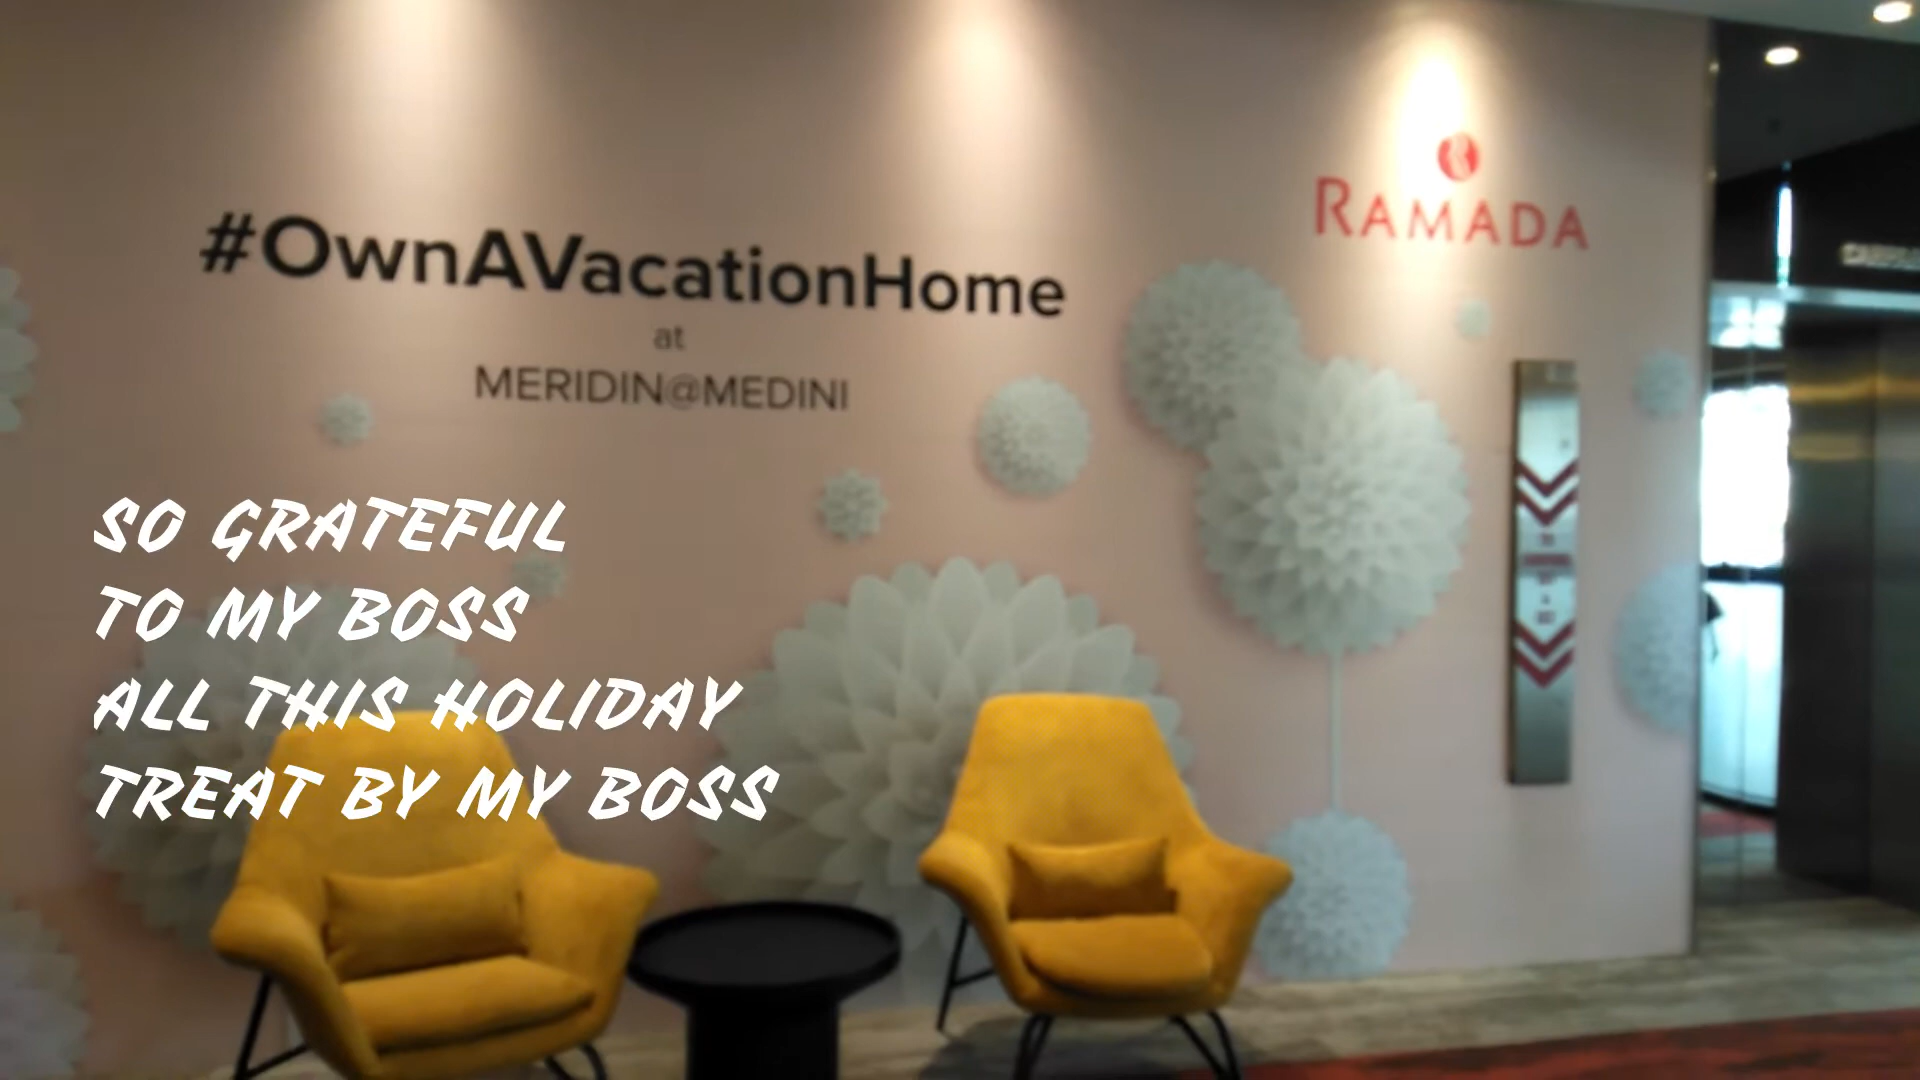 #OwnAVacationHome
at
MERIDIN@MEDINI
RAMADA
SO GRATEFUL
TO MY BOSS
ALL THIS HOLIDAY
TREAT BY MY BOSS